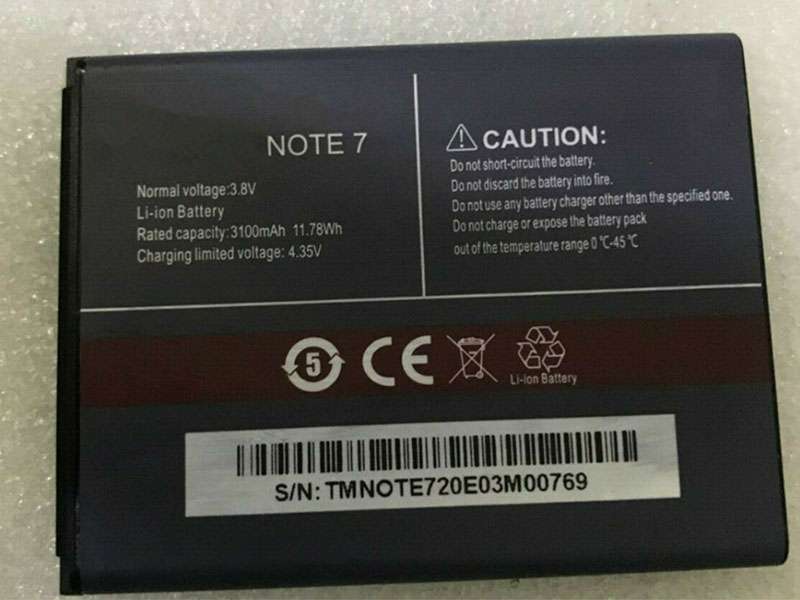 NOTE 7
Normal voltage:3.8V
Li-ion Battery
Rated capacity:3100mAh 11.78Wh
Charging limited voltage: 4.35V
CAUTION:
Do not short-circuit the battery.
Do not discard the battery into fire.
Do not use any battery charger other than the specified one.
Do not charge or expose the battery pack
out of the temperature range 0 ℃-45℃
5
CE
Li-ion Battery
S/N: TMNOTE720E03M00769